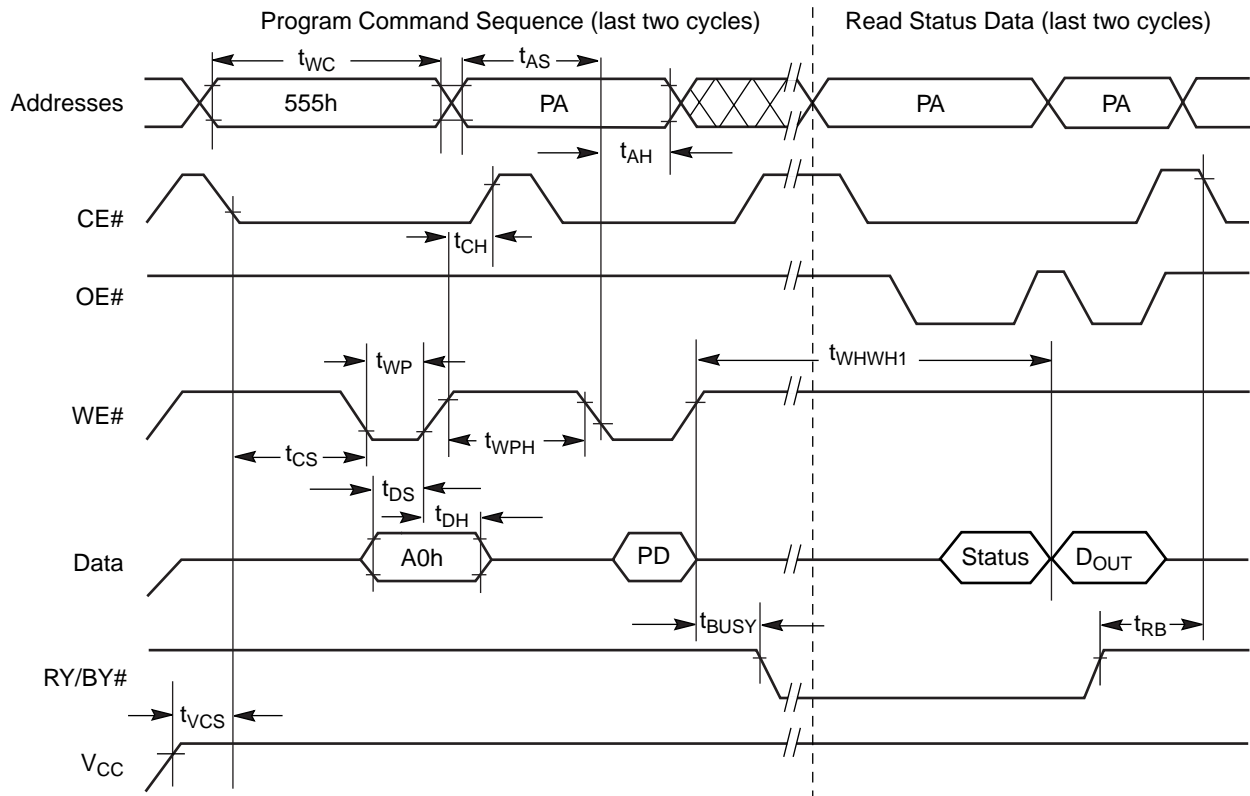 Program Command Sequence (last two cycles)
Read Status Data (last two cycles)
tWC
tAS
Addresses
555h
PA
PA
PA
tAH
CE#
tCH
OE#
tWP
tWHWH1
WE#
tCS
tWPH
tDS
tDH
Data
A0h
PD
Status
DOUT
tBUSY
tRB
RY/BY#
tVCS
VCC